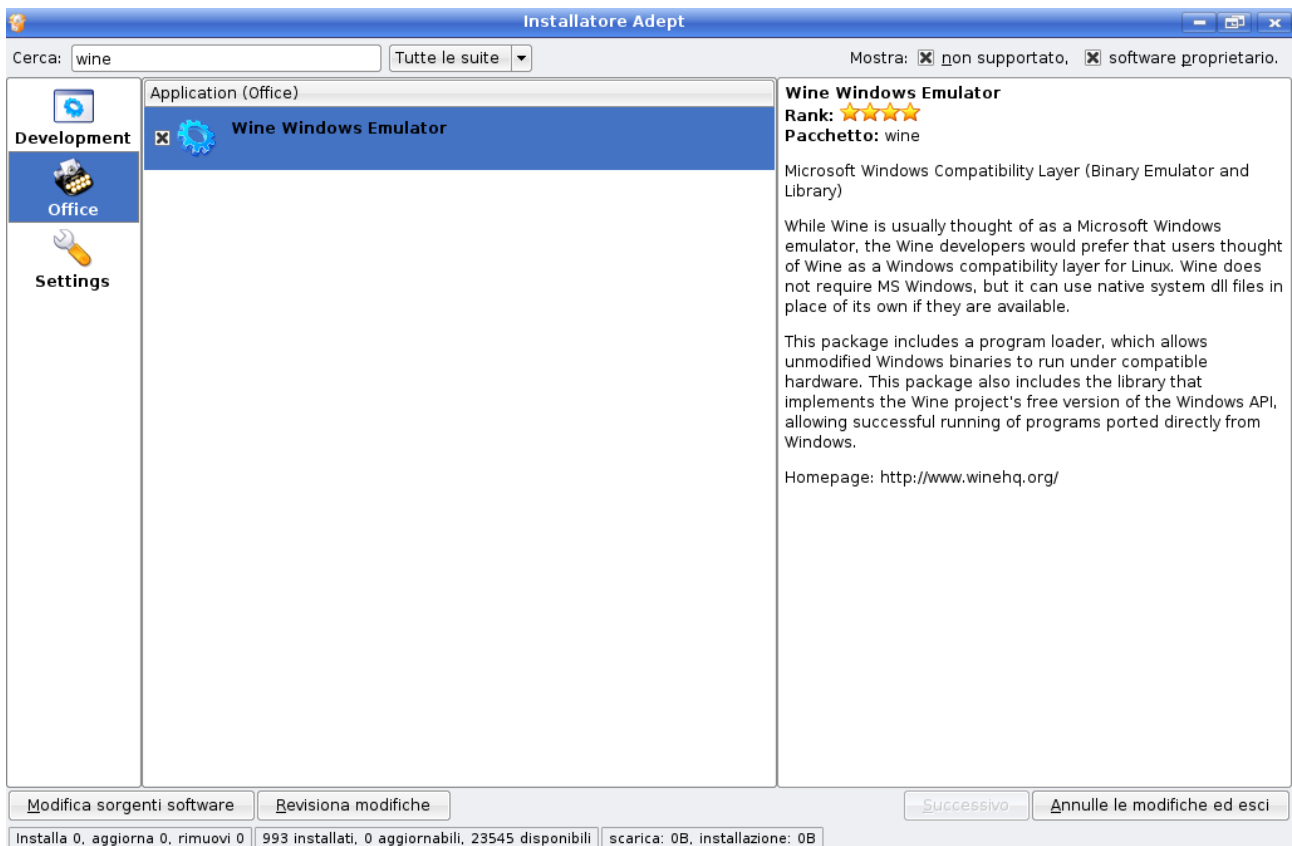 Installatore Adept
Cerca: wine Tutte le suite Mostra: non supportato, software proprietario.
Development
Office
Settings
Application (Office)
Wine Windows Emulator
Wine Windows Emulator
Rank:
Pacchetto: wine
Microsoft Windows Compatibility Layer (Binary Emulator and
Library)
While Wine is usually thought of as a Microsoft Windows
emulator, the Wine developers would prefer that users thought
of Wine as a Windows compatibility layer for Linux. Wine does
not require MS Windows, but it can use native system dll files in
place of its own if they are available.
This package includes a program loader, which allows
unmodified Windows binaries to run under compatible
hardware. This package also includes the library that
implements the Wine project's free version of the Windows API,
allowing successful running of programs ported directly from
Windows.
Homepage: http://www.winehq.org/
Modifica sorgenti software Revisiona modifiche Successivo Annulle le modifiche ed esci
Installa 0, aggiorna 0, rimuovi 0 993 installati, 0 aggiornabili, 23545 disponibili scarica: 0B, installazione: 0B